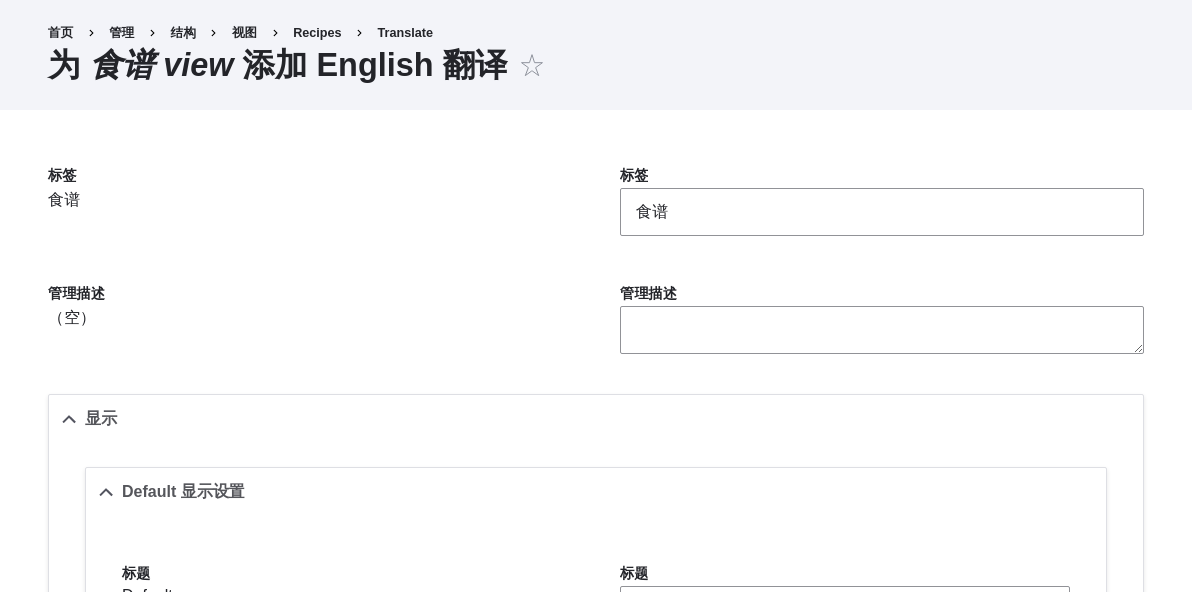 首页 › 管理 › 结构 › 视图 › Recipes › Translate
为 食谱 view 添加 English 翻译 ☆
标签 标签
食谱 食谱
管理描述 管理描述
（空）
显示
Default 显示设置
标题 标题
Default